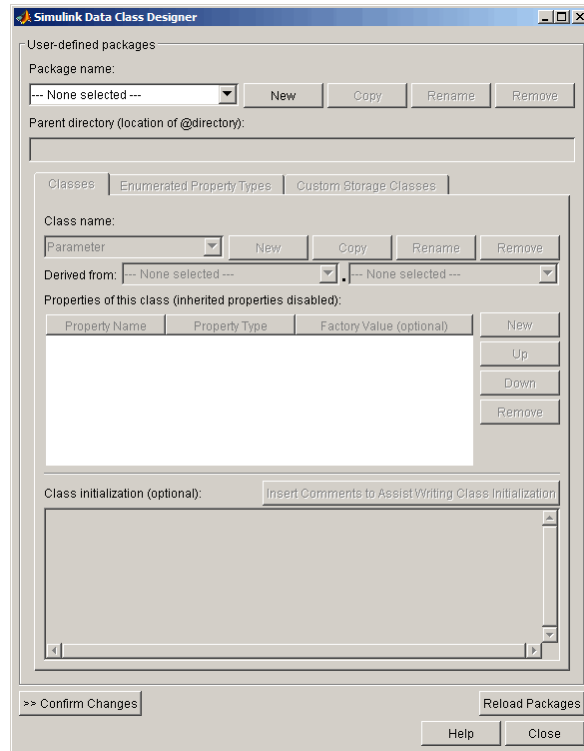 Simulink Data Class Designer
User-defined packages
Package name:
--- None selected --- New Copy Rename Remove
Parent directory (location of @directory):
Classes Enumerated Property Types Custom Storage Classes
Class name:
Parameter New Copy Rename Remove
Derived from: --- None selected --- . --- None selected ---
Properties of this class (inherited properties disabled):
Property Name Property Type Factory Value (optional) New
Up
Down
Remove
Class initialization (optional): Insert Comments to Assist Writing Class Initialization
>> Confirm Changes Reload Packages
Help Close